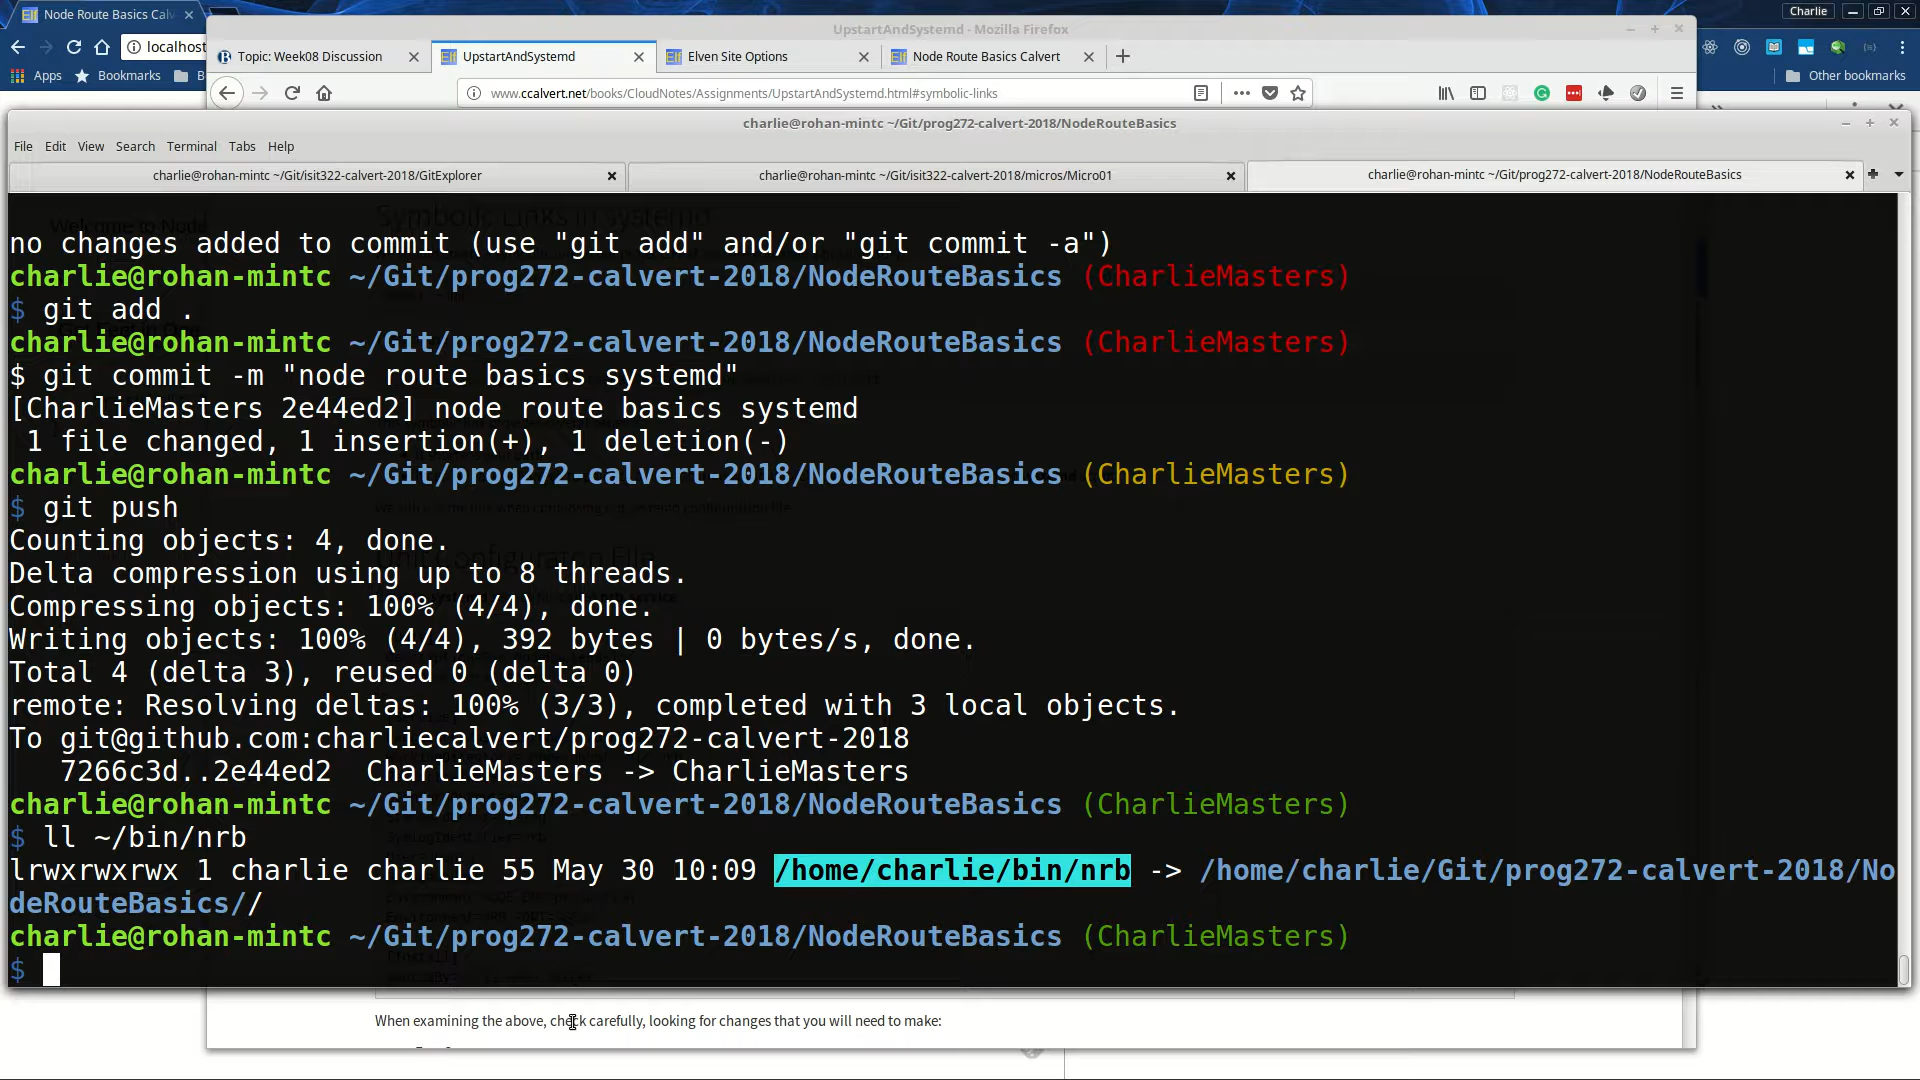 Node Route Basics Calv
Charlie
localhost
Apps
Bookmarks
Other bookmarks
UpstartAndSystemd - Mozilla Firefox
Topic: Week08 Discussion
UpstartAndSystemd
Elven Site Options
Node Route Basics Calvert
www.ccalvert.net/books/CloudNotes/Assignments/UpstartAndSystemd.html#symbolic-links
charlie@rohan-mintc ~/Git/prog272-calvert-2018/NodeRouteBasics
File Edit View Search Terminal Tabs Help
charlie@rohan-mintc ~/Git/isit322-calvert-2018/GitExplorer
charlie@rohan-mintc ~/Git/isit322-calvert-2018/micros/Micro01
charlie@rohan-mintc ~/Git/prog272-calvert-2018/NodeRouteBasics
no changes added to commit (use "git add" and/or "git commit -a")
charlie@rohan-mintc ~/Git/prog272-calvert-2018/NodeRouteBasics (CharlieMasters)
$ git add .
charlie@rohan-mintc ~/Git/prog272-calvert-2018/NodeRouteBasics (CharlieMasters)
$ git commit -m "node route basics systemd"
[CharlieMasters 2e44ed2] node route basics systemd
1 file changed, 1 insertion(+), 1 deletion(-)
charlie@rohan-mintc ~/Git/prog272-calvert-2018/NodeRouteBasics (CharlieMasters)
$ git push
Counting objects: 4, done.
Delta compression using up to 8 threads.
Compressing objects: 100% (4/4), done.
Writing objects: 100% (4/4), 392 bytes | 0 bytes/s, done.
Total 4 (delta 3), reused 0 (delta 0)
remote: Resolving deltas: 100% (3/3), completed with 3 local objects.
To git@github.com:charliecalvert/prog272-calvert-2018
7266c3d..2e44ed2  CharlieMasters -> CharlieMasters
charlie@rohan-mintc ~/Git/prog272-calvert-2018/NodeRouteBasics (CharlieMasters)
$ ll ~/bin/nrb
lrwxrwxrwx 1 charlie charlie 55 May 30 10:09 /home/charlie/bin/nrb -> /home/charlie/Git/prog272-calvert-2018/No
deRouteBasics//
charlie@rohan-mintc ~/Git/prog272-calvert-2018/NodeRouteBasics (CharlieMasters)
$
When examining the above, check carefully, looking for changes that you will need to make: